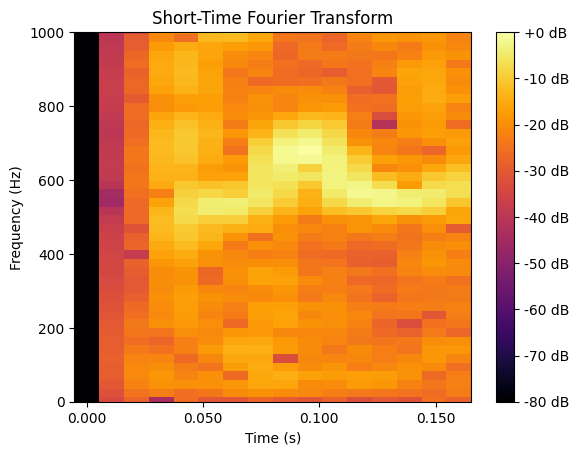 Short-Time Fourier Transform
1000
800
600
400
200
0
Frequency (Hz)
0.000
0.050
0.100
0.150
Time (s)
+0 dB
-10 dB
-20 dB
-30 dB
-40 dB
-50 dB
-60 dB
-70 dB
-80 dB